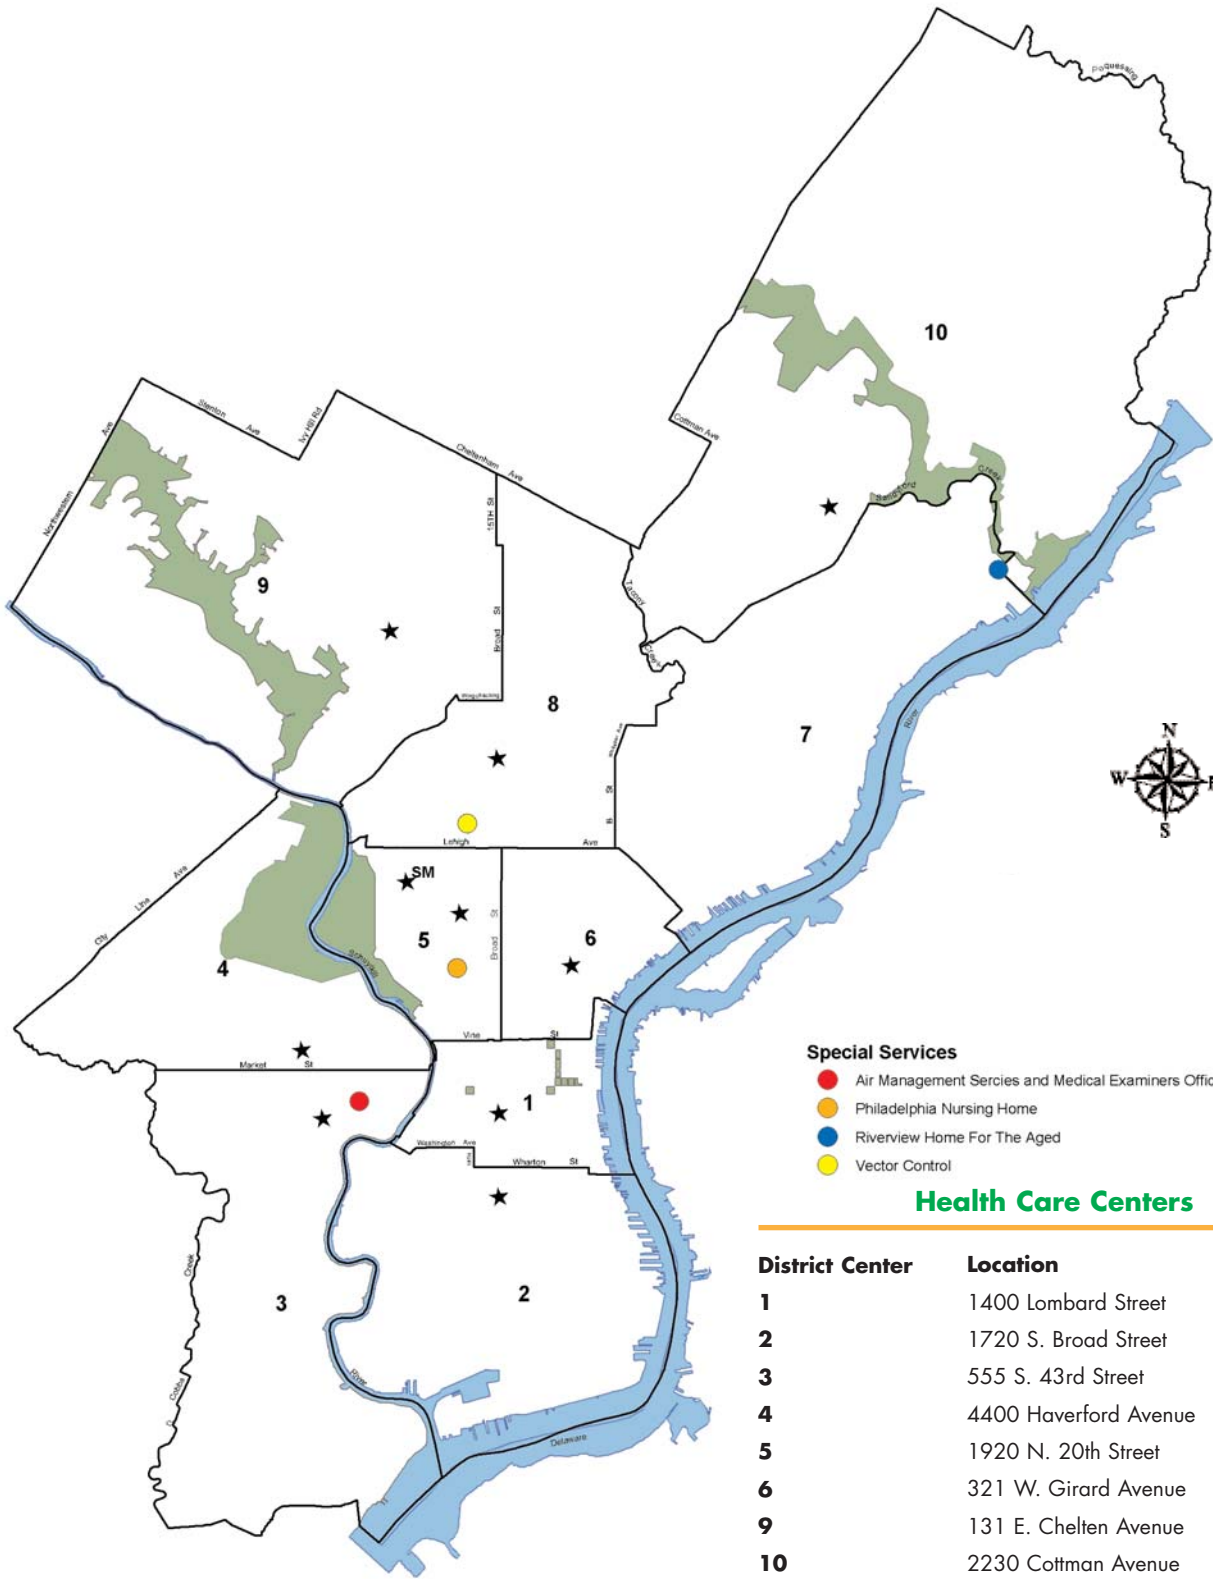 Poquessing
10
Cottman Ave
Sandyford
Creek
Stenton
Ave
Ivy Hill Rd
Ave
Northwestern
Cheltenham
Ave
15TH St
9
Tacony
Creek
Broad
St
Wingohocking
8
7
River
N
W
S
B
St
Lehigh
Ave
SM
5
Broad
St
6
City
Line
Ave
4
Schuylkill
Vine
St
Market
St
1
Washington
Ave
Wharton
St
Special Services
Air Management Sercies and Medical Examiners Offic
Philadelphia Nursing Home
Riverview Home For The Aged
Vector Control
Health Care Centers
District Center Location
1 1400 Lombard Street
2 1720 S. Broad Street
3 555 S. 43rd Street
4 4400 Haverford Avenue
5 1920 N. 20th Street
6 321 W. Girard Avenue
9 131 E. Chelten Avenue
10 2230 Cottman Avenue
3
2
Creek
Cobbs
River
Delaware